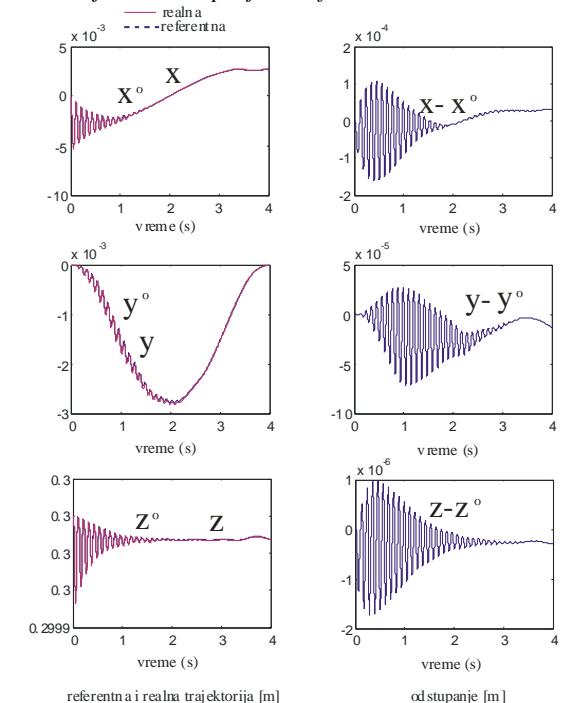 realna
referentna
x 10^-3
5
0
-5
-10
0 1 2 3 4
vreme (s)
x° x
x 10^-4
2
1
0
-1
-2
0 1 2 3 4
vreme (s)
x- x°
x 10^-3
0
-1
-2
-3
0 1 2 3 4
vreme (s)
y°
y
x 10^-5
5
0
-5
-10
0 1 2 3 4
vreme (s)
y- y°
0.3
0.3
0.3
0.3
0.2999
0 1 2 3 4
vreme (s)
z° z
x 10^-6
1
0
-1
-2
0 1 2 3 4
vreme (s)
z-z°
referentna i realna trajektorija [m]
odstupanje [m]